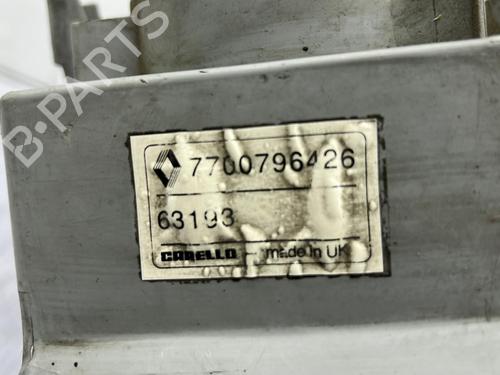 B-PARTS
7700796426
63193
CARELLO made in UK